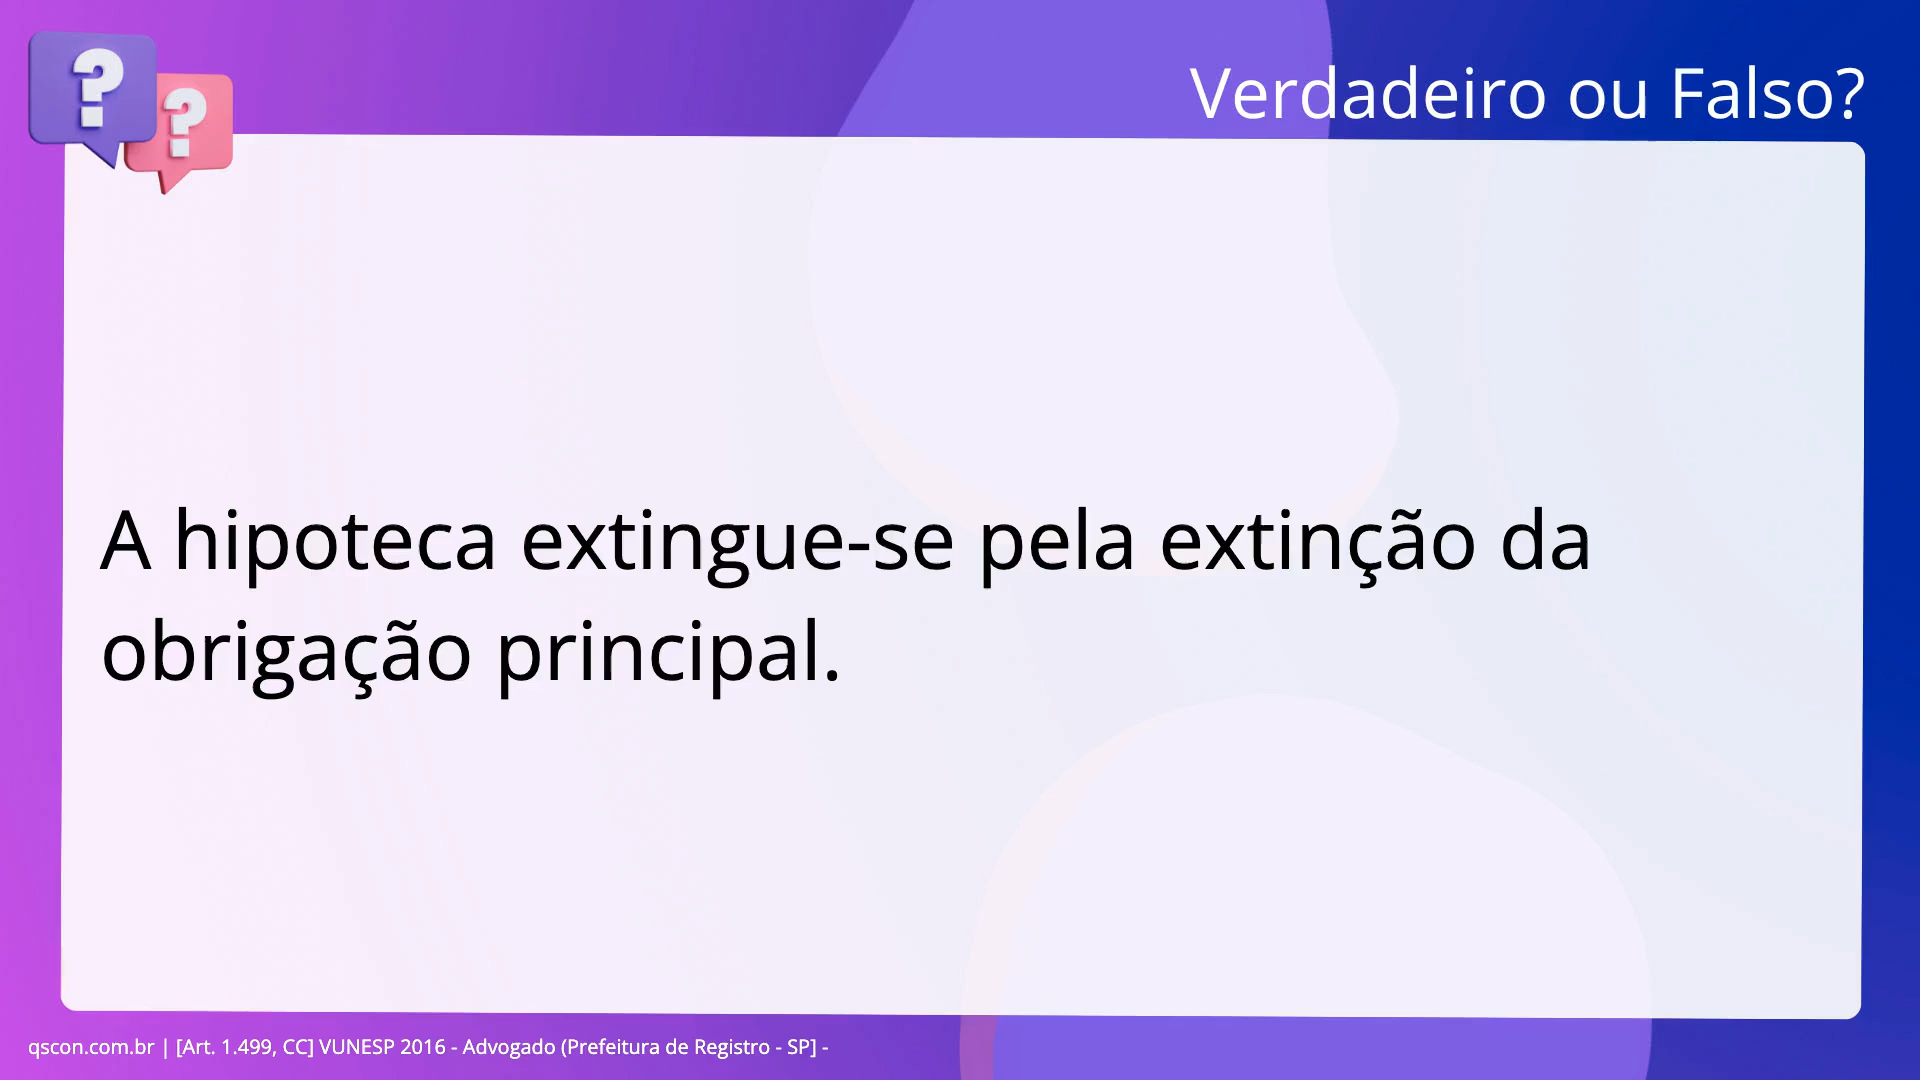 Verdadeiro ou Falso?
A hipoteca extingue-se pela extinção da
obrigação principal.
qscon.com.br | [Art. 1.499, CC] VUNESP 2016 - Advogado (Prefeitura de Registro - SP] -